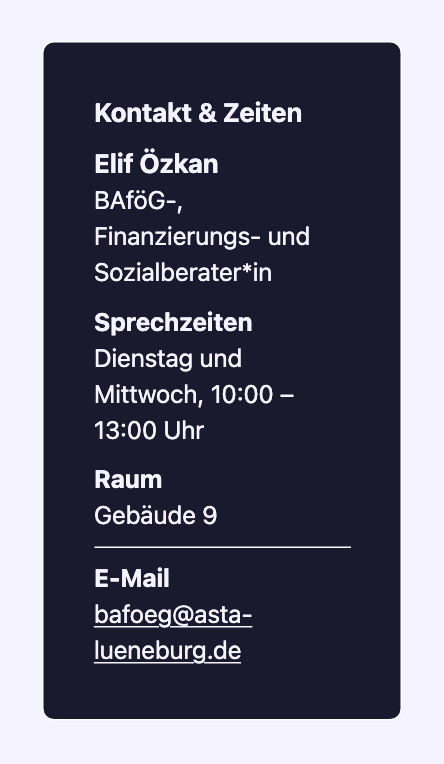 Kontakt & Zeiten
Elif Özkan
BAföG-,
Finanzierungs- und
Sozialberater*in
Sprechzeiten
Dienstag und
Mittwoch, 10:00 –
13:00 Uhr
Raum
Gebäude 9
E-Mail
bafoeg@asta-
lueneburg.de